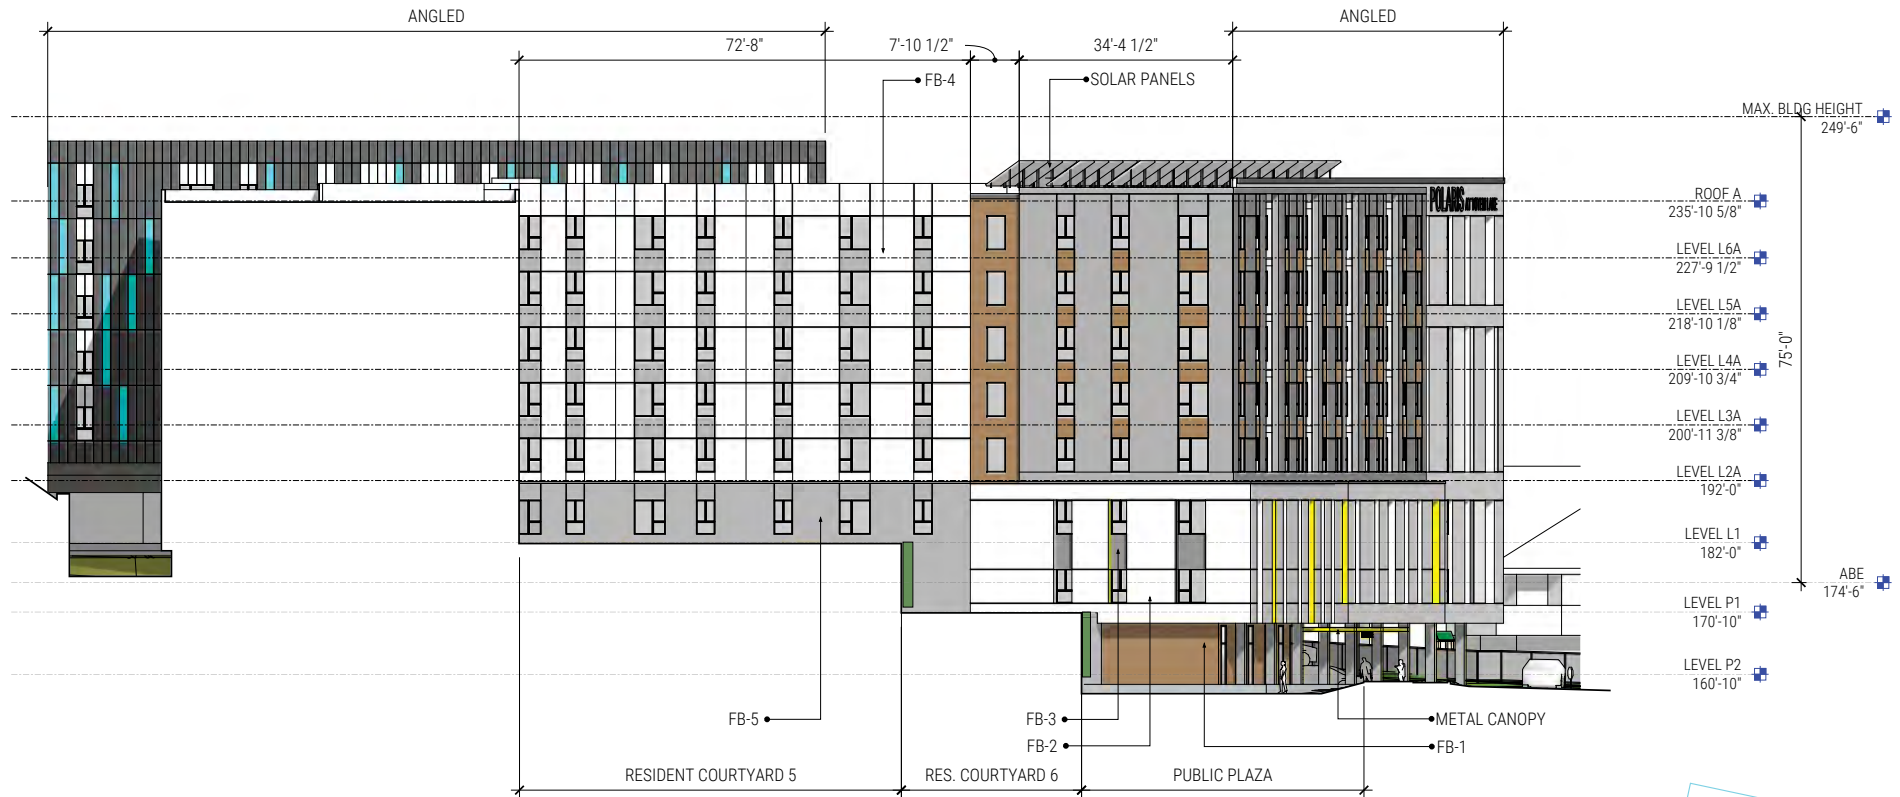 ANGLED
ANGLED
72'-8"
7'-10 1/2"
34'-4 1/2"
FB-4
SOLAR PANELS
MAX. BLDG HEIGHT
249'-6"
POLARIS
ROOF A
235'-10 5/8"
LEVEL L6A
227'-9 1/2"
LEVEL L5A
218'-10 1/8"
75'-0"
LEVEL L4A
209'-10 3/4"
LEVEL L3A
200'-11 3/8"
LEVEL L2A
192'-0"
LEVEL L1
182'-0"
ABE
174'-6"
LEVEL P1
170'-10"
LEVEL P2
160'-10"
FB-5
FB-3
METAL CANOPY
FB-2
FB-1
RESIDENT COURTYARD 5
RES. COURTYARD 6
PUBLIC PLAZA